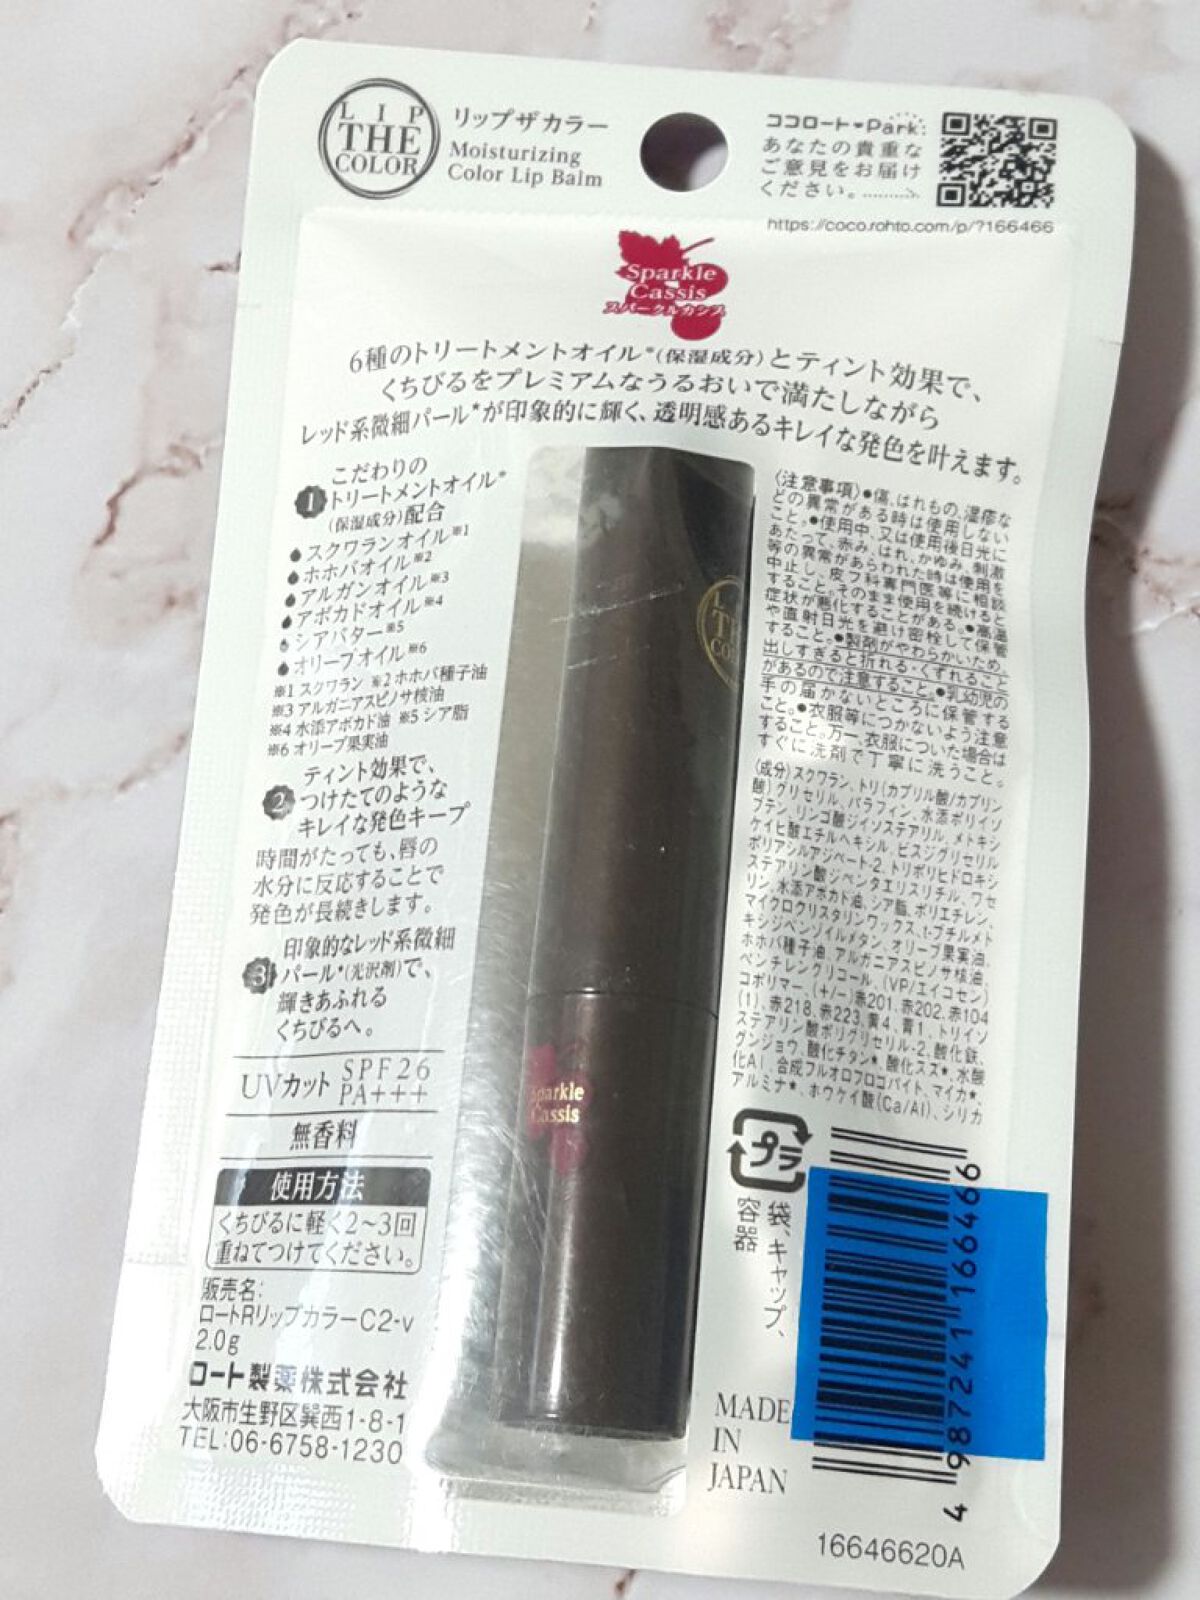 LIP
THE
COLOR
リップザカラー
Moisturizing
Color Lip Balm
ココロートPark:
あなたの貴重な
ご意見をお届け
ください。
https://coco.rohto.com/p/?166466
Sparkle
Cassis
スパークルカシス
6種のトリートメントオイル*(保湿成分)とティント効果で、
くちびるをプレミアムなうるおいで満たしながら
レッド系微細パール*が印象的に輝く、透明感あるキレイな発色を叶えます。
1 こだわりの
トリートメントオイル*
(保湿成分)配合
スクワランオイル※1
ホホバオイル※2
アルガンオイル※3
アボカドオイル※4
シアバター※5
オリーブオイル※6
※1 スクワラン ※2 ホホバ種子油
※3 アルガニアスピノサ核油
※4 水添アボカド油 ※5 シア脂
※6 オリーブ果実油
2 ティント効果で、
つけたてのような
キレイな発色キープ
時間がたっても、唇の
水分に反応することで
発色が長続きします。
3 印象的なレッド系微細
パール*(光沢剤)で、
輝きあふれる
くちびるへ。
UVカット SPF26
PA+++
無香料
使用方法
くちびるに軽く2~3回
重ねてつけてください。
販売名:
ロートRリップカラーC2-v
2.0g
ロート製薬株式会社
大阪市生野区巽西1-8-1
TEL:06-6758-1230
LIP
THE
COL
Sparkle
Cassis
〈注意事項〉●傷、はれもの、湿疹な
どの異常がある時は使用しない
こと。●使用中、又は使用後日光に
あたって、赤み、はれ、かゆみ、刺激
等の異常があらわれた時は使用を
中止し、皮フ科専門医等に相談
すること。そのまま使用を続けると
症状が悪化することがある。●高温
や直射日光を避け密栓して保管
すること。●製剤がやわらかいため、
出しすぎると折れる・くずれること
があるので注意すること。●乳幼児の
手の届かないところに保管する
こと。●衣服等につかないよう注意
すること。万一、衣服についた場合は
すぐに洗剤で丁寧に洗うこと。
〈成分〉スクワラン、トリ(カプリル酸/カプリン
酸)グリセリル、パラフィン、水添ポリイソ
ブテン、リンゴ酸ジイソステアリル、メトキシ
ケイヒ酸エチルヘキシル、ビスジグリセリル
ポリアシルアジペート-2、トリポリヒドロキシ
ステアリン酸ジペンタエリスリチル、ワセ
リン、水添アボカド油、シア脂、ポリエチレン、
マイクロクリスタリンワックス、t-ブチルメト
キシジベンゾイルメタン、オリーブ果実油、
ホホバ種子油、アルガニアスピノサ核油、
ペンチレングリコール、(VP/エイコセン)
コポリマー、(+/-)赤201、赤202、赤104
(1)、赤218、赤223、黄4、青1、トリイソ
ステアリン酸ポリグリセリル-2、酸化鉄、
グンジョウ、酸化チタン*、酸化スズ*、水酸
化Al、合成フルオロフロゴパイト、マイカ*、
アルミナ*、ホウケイ酸(Ca/Al)、シリカ
プラ
袋、キャップ、
容器
MADE
IN
JAPAN
4 987241 166466
16646620A